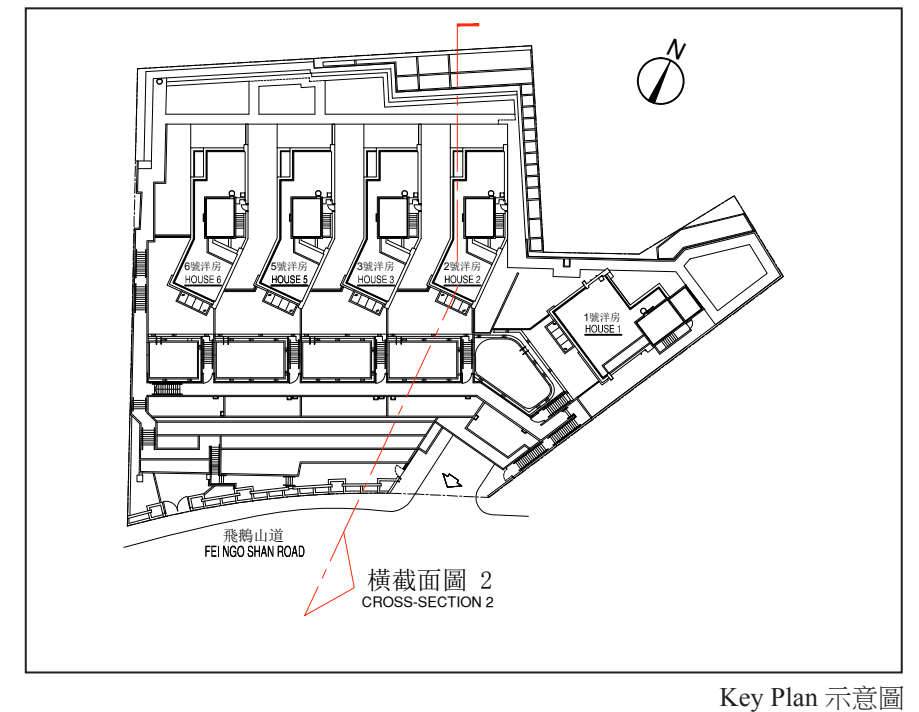 N
6號洋房
HOUSE 6
5號洋房
HOUSE 5
3號洋房
HOUSE 3
2號洋房
HOUSE 2
1號洋房
HOUSE 1
飛鵝山道
FEI NGO SHAN ROAD
橫截面圖 2
CROSS-SECTION 2
Key Plan 示意圖